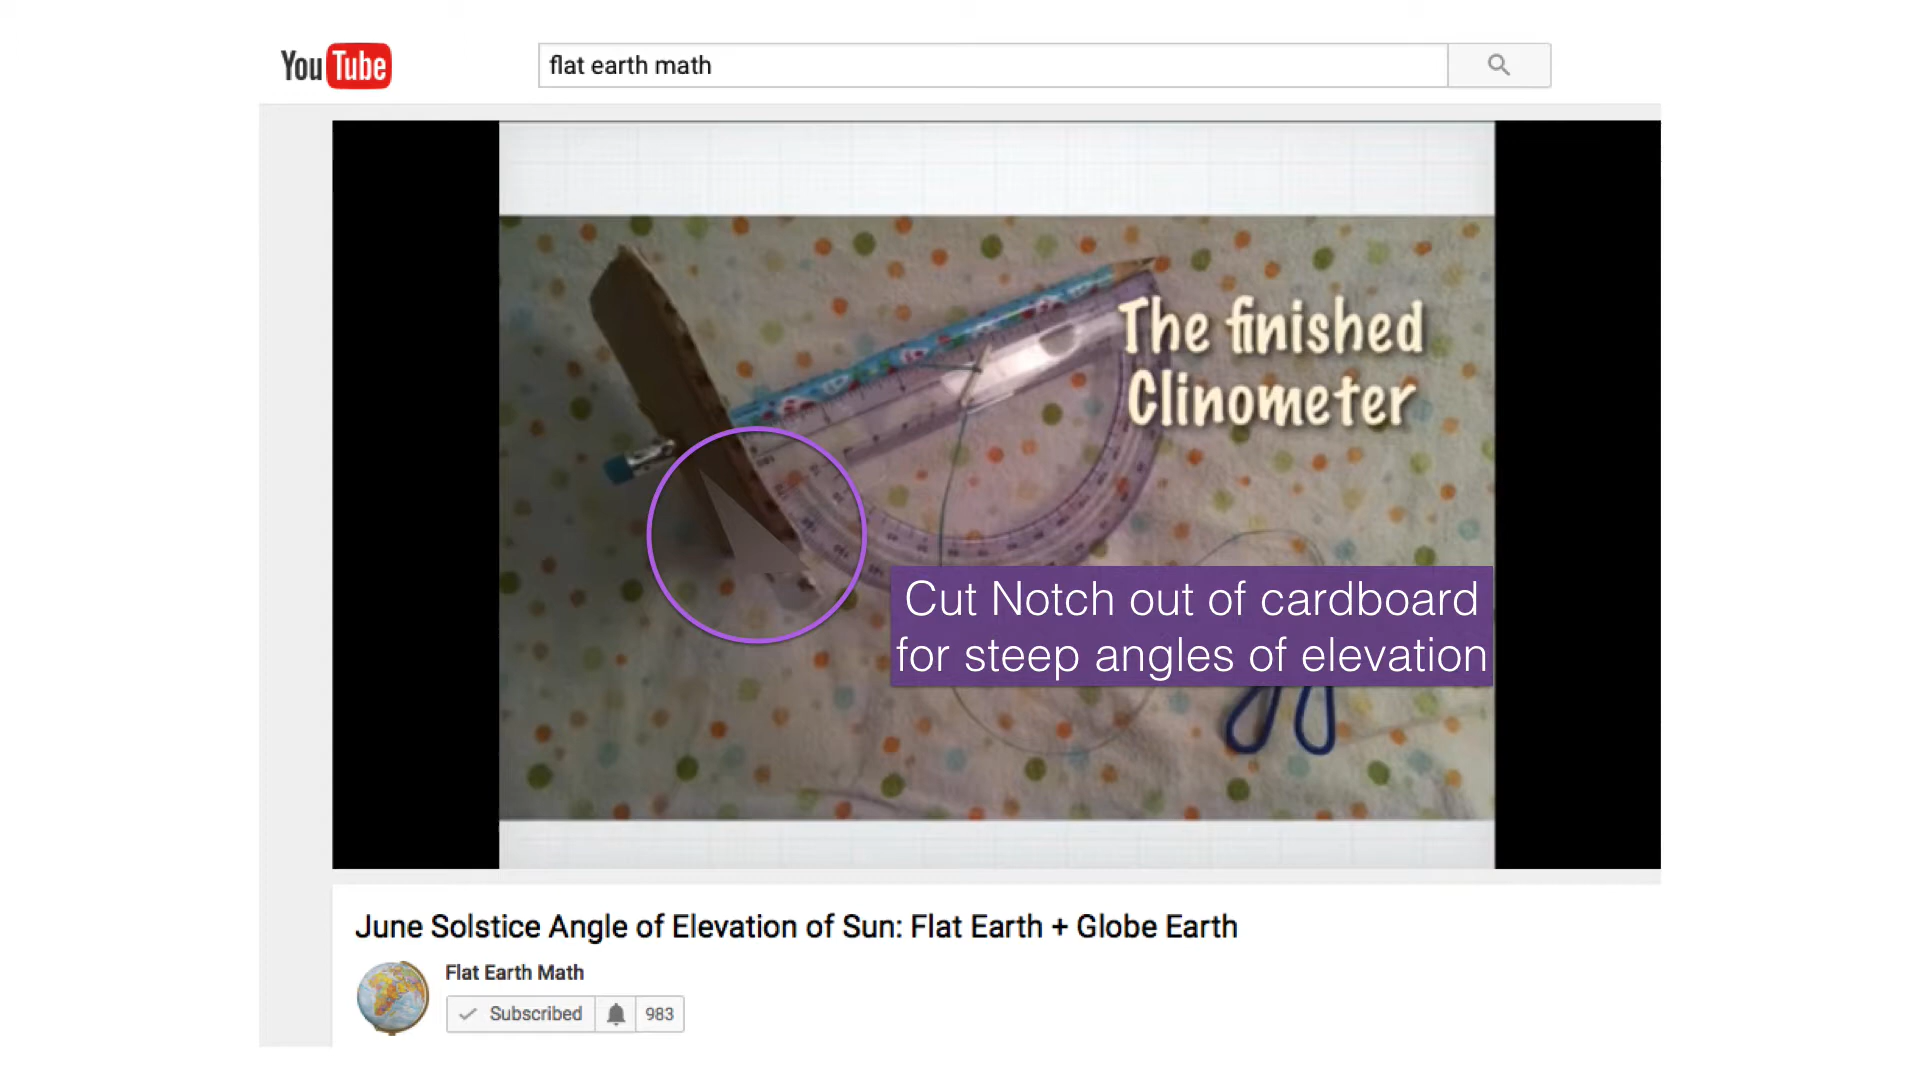 YouTube
flat earth math
The finished
Clinometer
Cut Notch out of cardboard
for steep angles of elevation
June Solstice Angle of Elevation of Sun: Flat Earth + Globe Earth
Flat Earth Math
Subscribed 983